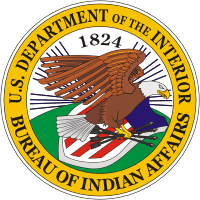 U.S. DEPARTMENT OF THE INTERIOR
1824
BUREAU OF INDIAN AFFAIRS